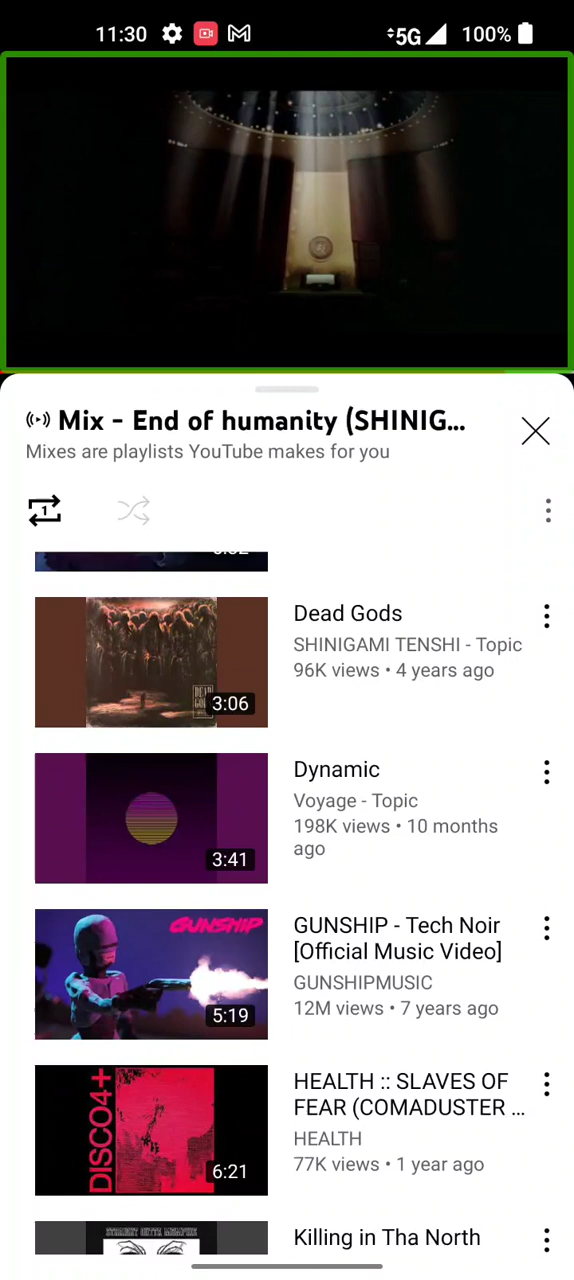 11:30
5G
100%
Mix - End of humanity (SHINIG...
Mixes are playlists YouTube makes for you
1
Dead Gods
SHINIGAMI TENSHI - Topic
96K views • 4 years ago
DEAD
3:06
Dynamic
Voyage - Topic
198K views • 10 months
ago
3:41
GUNSHIP
GUNSHIP - Tech Noir
[Official Music Video]
GUNSHIPMUSIC
12M views • 7 years ago
5:19
DISCO4+
HEALTH :: SLAVES OF
FEAR (COMADUSTER ...
HEALTH
77K views • 1 year ago
6:21
Killing in Tha North